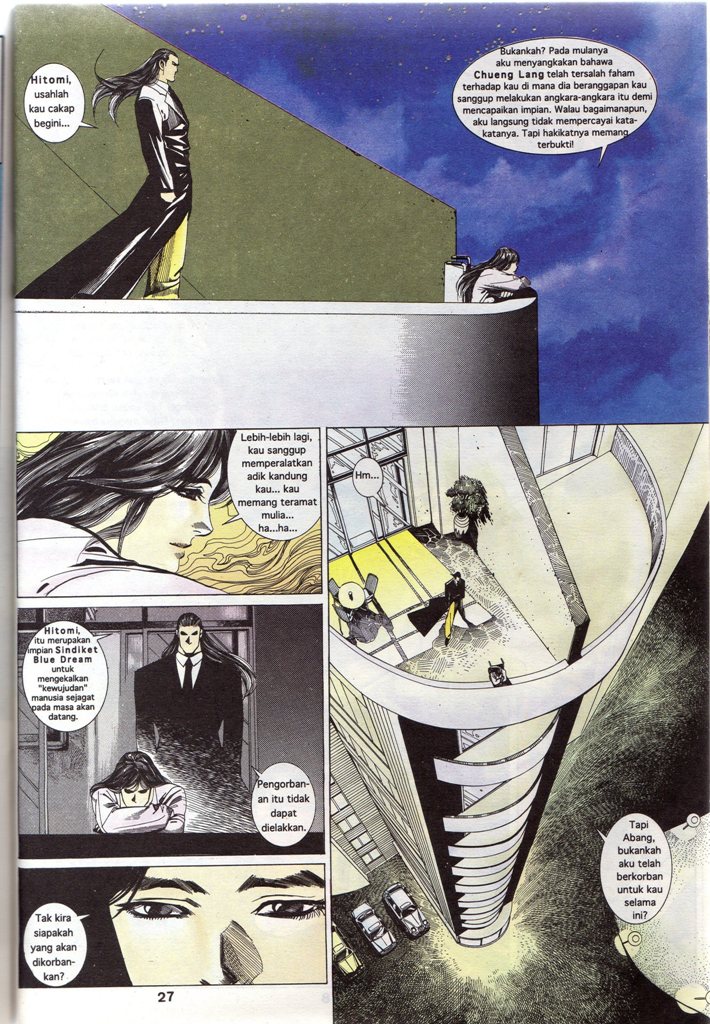 Hitomi,
usahlah
kau cakap
begini...
Bukankah? Pada mulanya
aku menyangkakan bahawa
Chueng Lang telah tersalah faham
terhadap kau di mana dia beranggapan kau
sanggup melakukan angkara-angkara itu demi
mencapaikan impian. Walau bagaimanapun,
aku langsung tidak mempercayai kata-
katanya. Tapi hakikatnya memang
terbukti!
Lebih-lebih lagi,
kau sanggup
memperalatkan
adik kandung
kau... kau
memang teramat
mulia...
ha...ha...
Hm...
Hitomi,
itu merupakan
impian Sindiket
Blue Dream
untuk
mengekalkan
"kewujudan"
manusia sejagat
pada masa akan
datang.
Pengorban-
an itu tidak
dapat
dielakkan.
Tak kira
siapakah
yang akan
dikorban-
kan?
Tapi
Abang,
bukankah
aku telah
berkorban
untuk kau
selama
ini?
27